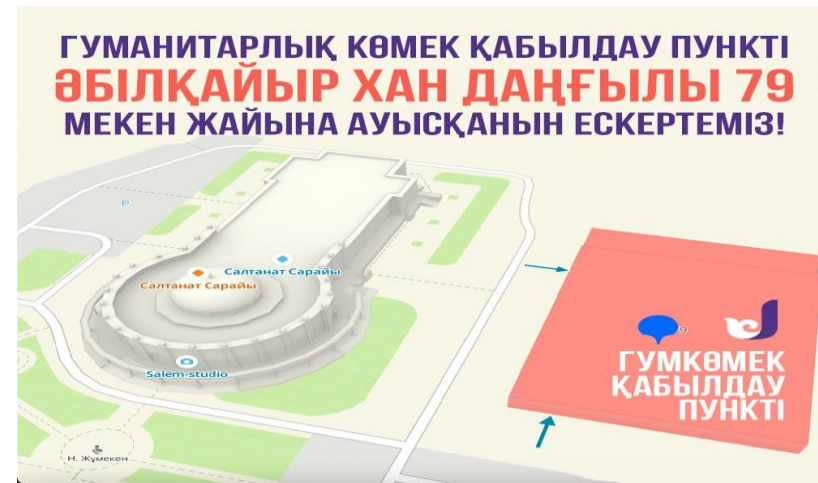 ГУМАНИТАРЛЫҚ КӨМЕК ҚАБЫЛДАУ ПУНКТІ
ӘБІЛҚАЙЫР ХАН ДАҢҒЫЛЫ 79
МЕКЕН ЖАЙЫНА АУЫСҚАНЫН ЕСКЕРТЕМІЗ!
P
Салтанат Сарайы
Салтанат Сарайы
Salem-studio
9
ГУМКӨМЕК
ҚАБЫЛДАУ
ПУНКТІ
Н. Жұмекен